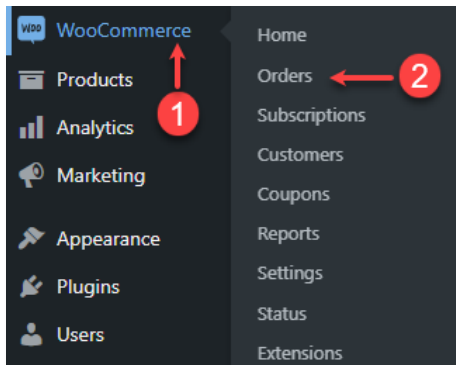 Woo WooCommerce
Products
Analytics
Marketing
Appearance
Plugins
Users
1
Home
Orders 2
Subscriptions
Customers
Coupons
Reports
Settings
Status
Extensions